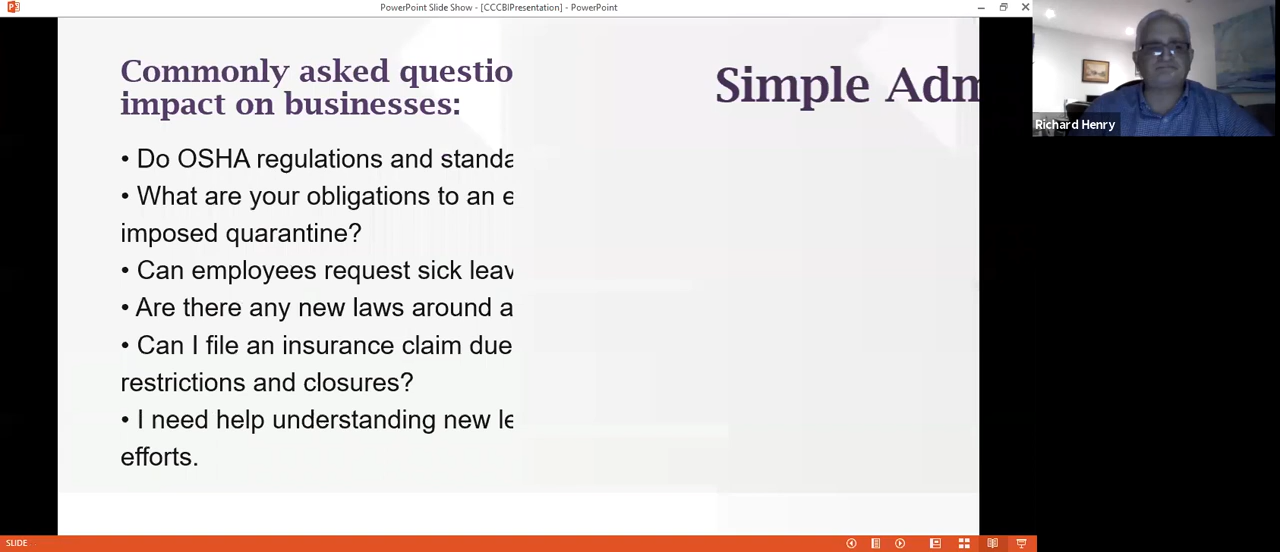 PowerPoint Slide Show - [CCCBIPresentation] - PowerPoint
Commonly asked questio
impact on businesses:
• Do OSHA regulations and standa
• What are your obligations to an e
imposed quarantine?
• Can employees request sick leav
• Are there any new laws around a
• Can I file an insurance claim due
restrictions and closures?
• I need help understanding new le
efforts.
Simple Adm
Richard Henry
SLIDE